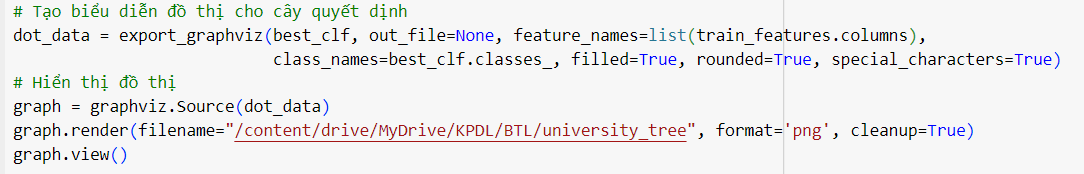 # Tạo biểu diễn đồ thị cho cây quyết định
dot_data = export_graphviz(best_clf, out_file=None, feature_names=list(train_features.columns),
class_names=best_clf.classes_, filled=True, rounded=True, special_characters=True)
# Hiển thị đồ thị
graph = graphviz.Source(dot_data)
graph.render(filename="/content/drive/MyDrive/KPDL/BTL/university_tree", format='png', cleanup=True)
graph.view()